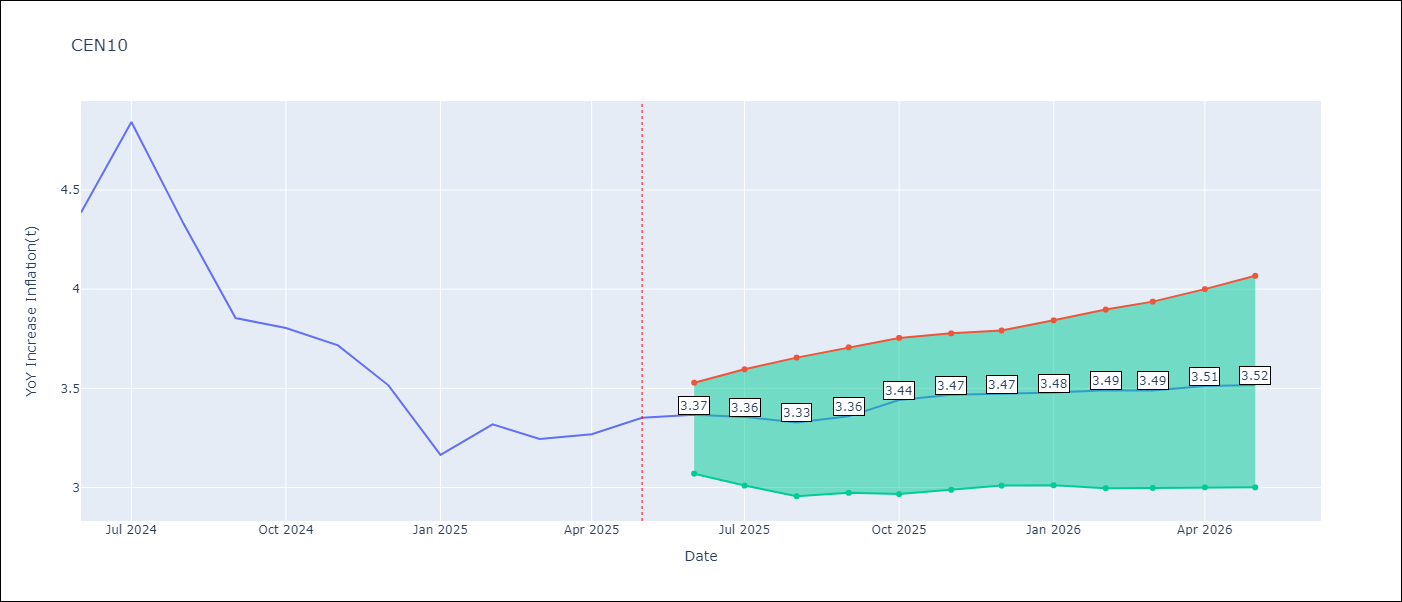 CEN10
YoY Increase Inflation(t)
4.5
4
3.5
3
3.37
3.36
3.33
3.36
3.44
3.47
3.47
3.48
3.49
3.49
3.51
3.52
Jul 2024
Oct 2024
Jan 2025
Apr 2025
Jul 2025
Oct 2025
Jan 2026
Apr 2026
Date